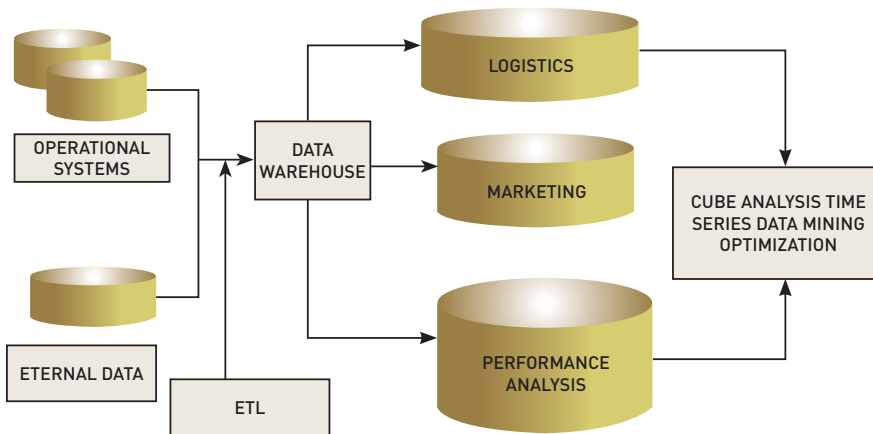 OPERATIONAL
SYSTEMS
ETERNAL DATA
ETL
DATA
WAREHOUSE
LOGISTICS
MARKETING
PERFORMANCE
ANALYSIS
CUBE ANALYSIS TIME
SERIES DATA MINING
OPTIMIZATION